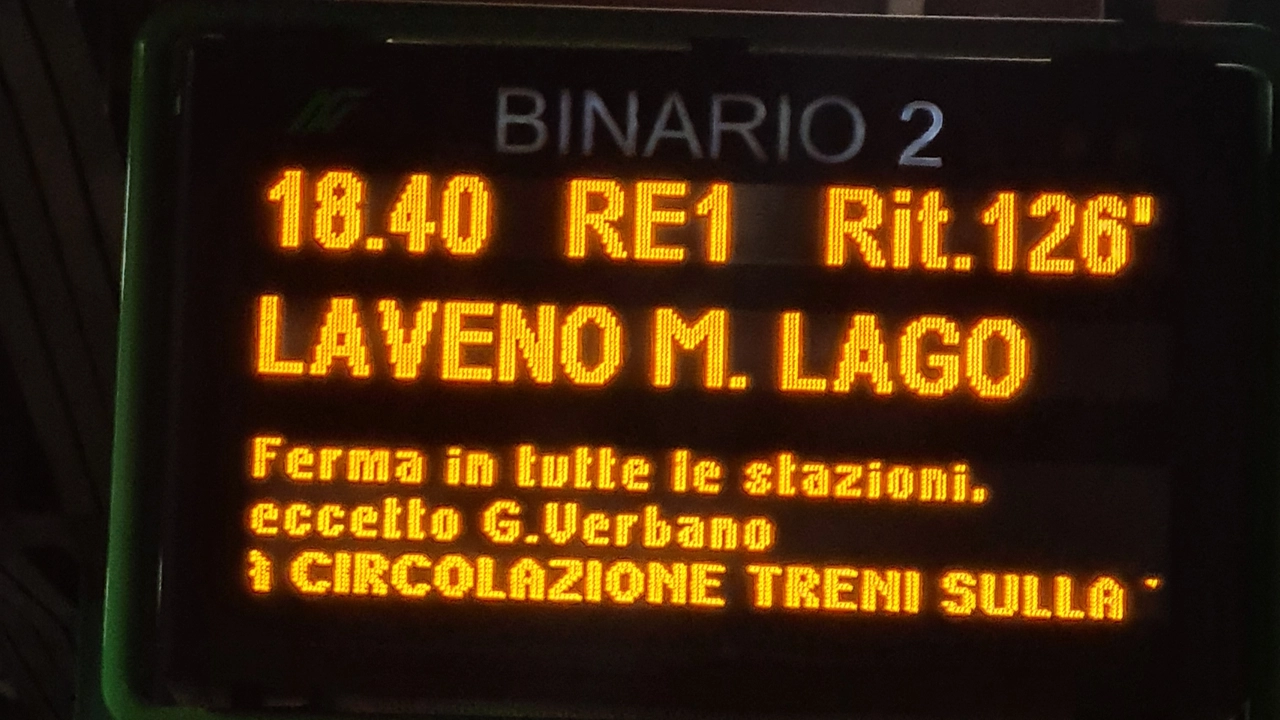 BINARIO 2
18.40 RE1 Rit.126'
LAVENO M. LAGO
Ferma in tutte le stazioni,
eccetto G.Verbano
CIRCOLAZIONE TRENI SULLA